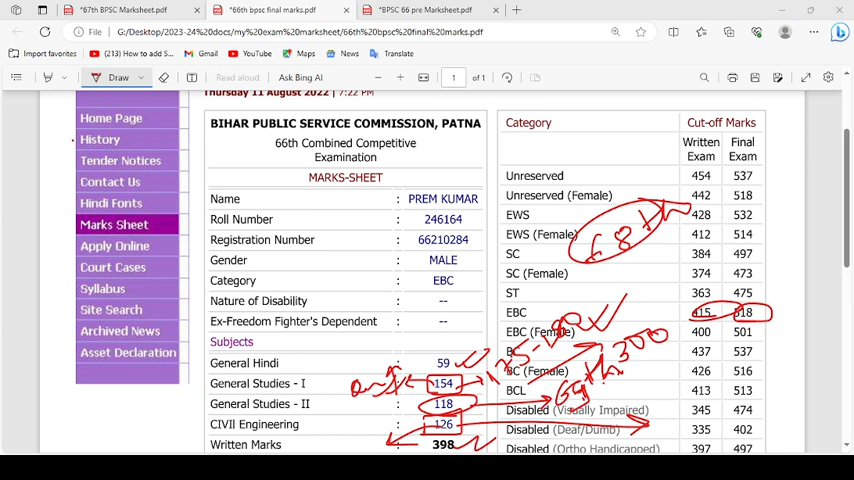 *67th BPSC Marksheet.pdf
*66th bpsc final marks.pdf
*BPSC 66 pre Marksheet.pdf
File
G:/Desktop/2023-24%20docs/my%20exam%20marksheet/66th%20bpsc%20final%20marks.pdf
Import favorites
(213) How to add S...
Gmail
YouTube
Maps
News
Translate
Draw
Read aloud
Ask Bing AI
1
of 1
Thursday 11 August 2022 | 7:22 PM
Home Page
History
Tender Notices
Contact Us
Hindi Fonts
Marks Sheet
Apply Online
Court Cases
Syllabus
Site Search
Archived News
Asset Declaration
BIHAR PUBLIC SERVICE COMMISSION, PATNA
66th Combined Competitive
Examination
MARKS-SHEET
Name : PREM KUMAR
Roll Number : 246164
Registration Number : 66210284
Gender : MALE
Category : EBC
Nature of Disability : --
Ex-Freedom Fighter's Dependent : --
Subjects
General Hindi : 59
General Studies - I : 154
General Studies - II : 118
CIVIl Engineering : 126
Written Marks : 398
Category Cut-off Marks
Written Exam Final Exam
Unreserved 454 537
Unreserved (Female) 442 518
EWS 428 532
EWS (Female) 412 514
SC 384 497
SC (Female) 374 473
ST 363 475
EBC 415 518
EBC (Female) 400 501
BC 437 537
BC (Female) 426 516
BCL 413 513
Disabled (Visually Impaired) 345 474
Disabled (Deaf/Dumb) 335 402
Disabled (Ortho Handicapped) 397 497
68th
175-180
300